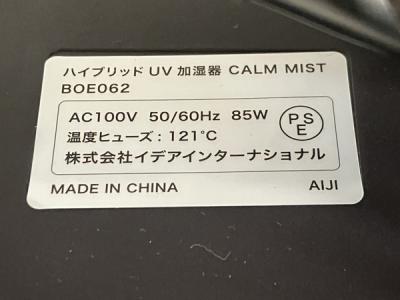 ハイブリッド UV 加湿器 CALM MIST
BOE062
AC100V 50/60Hz 85W
温度ヒューズ：121°C
株式会社イデアインターナショナル
PSE
MADE IN CHINA AIJI